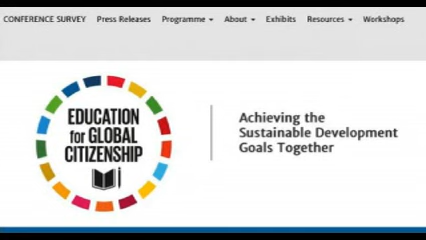 CONFERENCE SURVEY Press Releases Programme About Exhibits Resources Workshops
EDUCATION
for GLOBAL
CITIZENSHIP
Achieving the
Sustainable Development
Goals Together